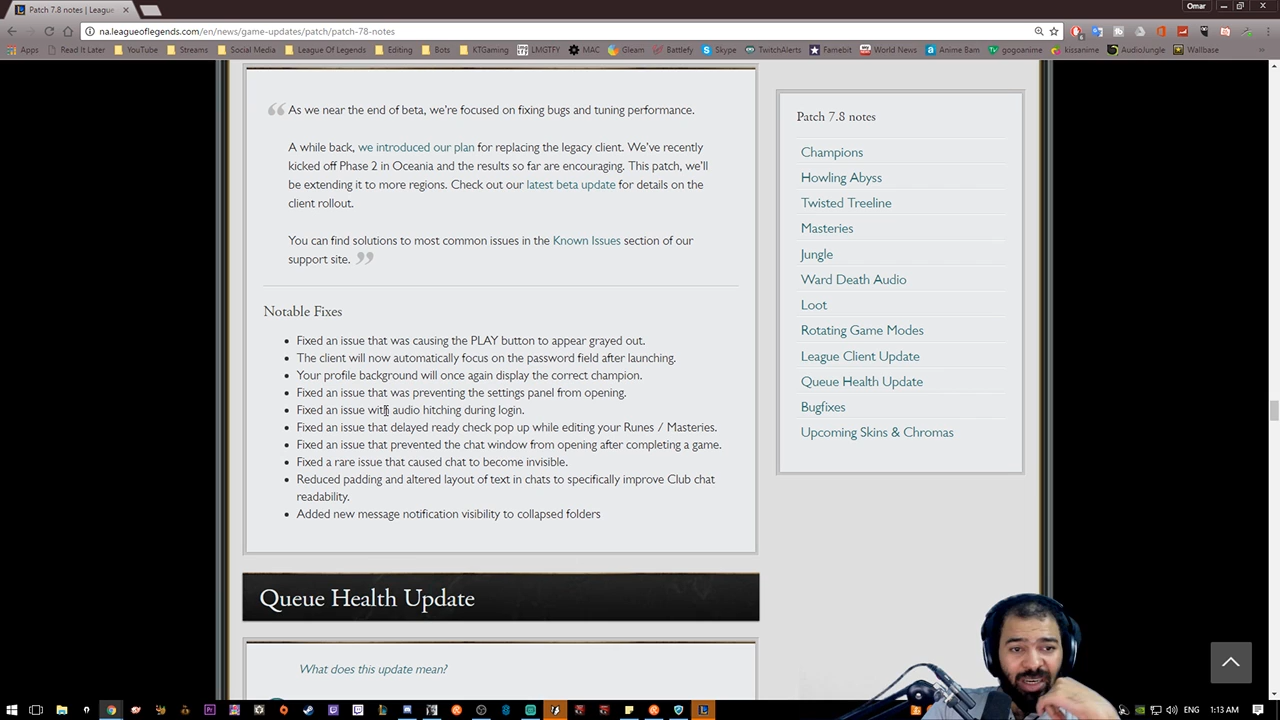 Patch 7.8 notes | League
Omar
na.leagueoflegends.com/en/news/game-updates/patch/patch-78-notes
Apps Read It Later YouTube Streams Social Media League Of Legends Editing Bots KTGaming LMGTFY MAC Gleam Battlefy Skype TwitchAlerts Famebit World News Anime Bam gogoanime kissanime AudioJungle Wallbase
As we near the end of beta, we're focused on fixing bugs and tuning performance.
A while back, we introduced our plan for replacing the legacy client. We've recently
kicked off Phase 2 in Oceania and the results so far are encouraging. This patch, we'll
be extending it to more regions. Check out our latest beta update for details on the
client rollout.
You can find solutions to most common issues in the Known Issues section of our
support site.
Notable Fixes
Fixed an issue that was causing the PLAY button to appear grayed out.
The client will now automatically focus on the password field after launching.
Your profile background will once again display the correct champion.
Fixed an issue that was preventing the settings panel from opening.
Fixed an issue with audio hitching during login.
Fixed an issue that delayed ready check pop up while editing your Runes / Masteries.
Fixed an issue that prevented the chat window from opening after completing a game.
Fixed a rare issue that caused chat to become invisible.
Reduced padding and altered layout of text in chats to specifically improve Club chat
readability.
Added new message notification visibility to collapsed folders
Queue Health Update
What does this update mean?
Patch 7.8 notes
Champions
Howling Abyss
Twisted Treeline
Masteries
Jungle
Ward Death Audio
Loot
Rotating Game Modes
League Client Update
Queue Health Update
Bugfixes
Upcoming Skins & Chromas
ENG 1:13 AM